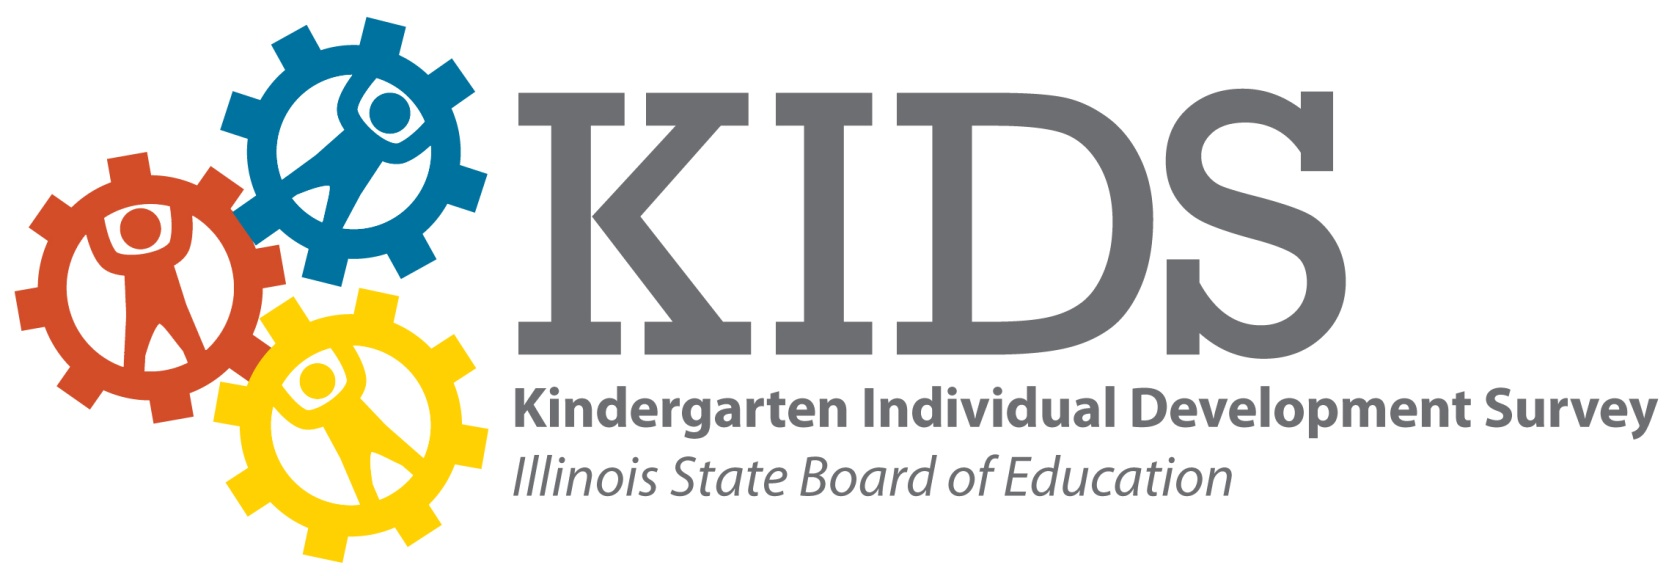 KIDS
Kindergarten Individual Development Survey
Illinois State Board of Education